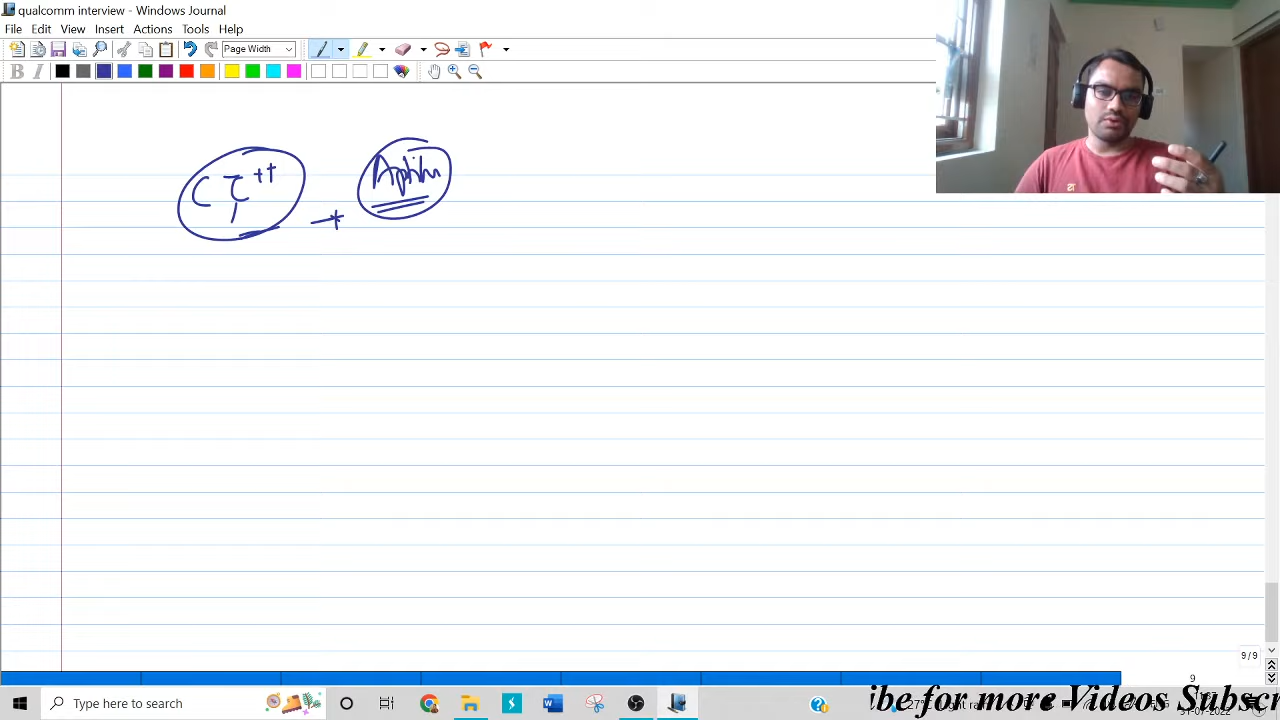 qualcomm interview - Windows Journal
File Edit View Insert Actions Tools Help
Page Width
B I
C C++
9 / 9
9
Type here to search
ibe for more Videos Subscr